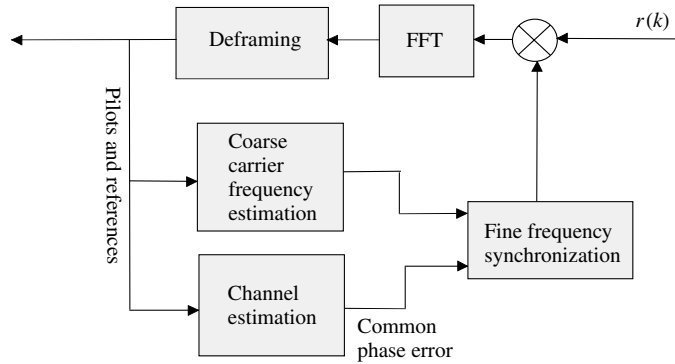 r(k)
Deframing
FFT
Pilots and references
Coarse
carrier
frequency
estimation
Fine frequency
synchronization
Channel
estimation
Common
phase error